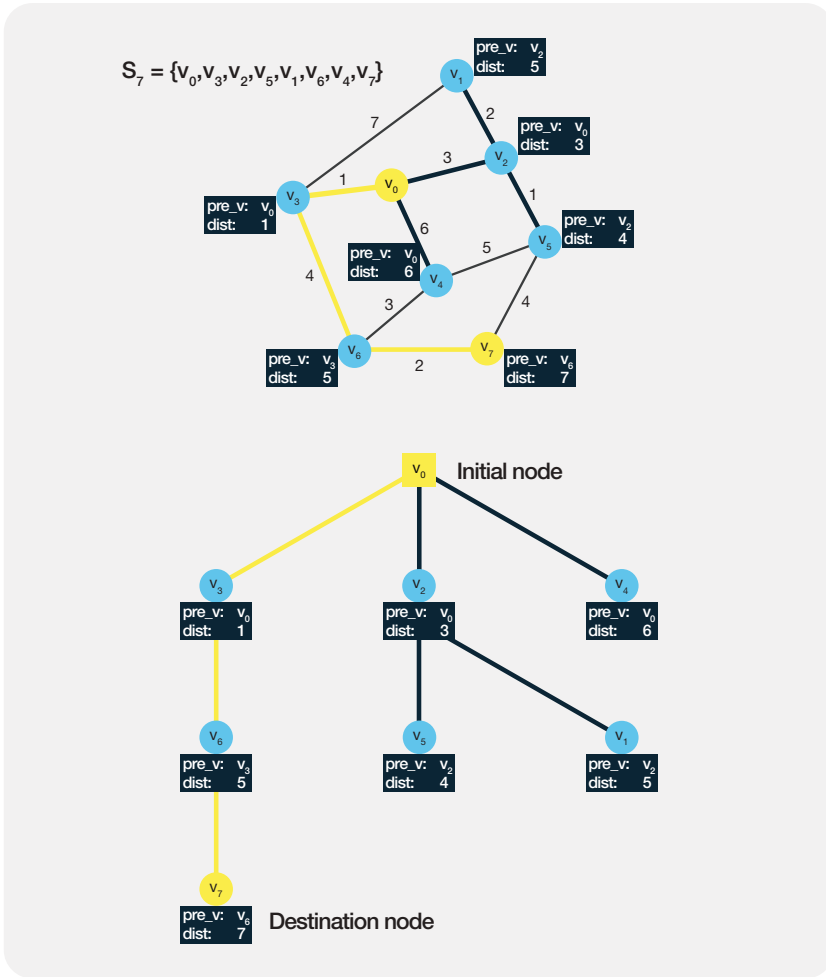 S₇ = {v₀,v₃,v₂,v₅,v₁,v₆,v₄,v₇}
pre_v: v₂
dist: 5
v₁
7
2
pre_v: v₀
dist: 3
v₂
3
1
v₀
v₃
pre_v: v₀
dist: 1
1
6
pre_v: v₂
dist: 4
v₅
pre_v: v₀
dist: 6
v₄
5
4
3
4
v₆
pre_v: v₃
dist: 5
2
v₇
pre_v: v₆
dist: 7
v₀
Initial node
v₃
pre_v: v₀
dist: 1
v₂
pre_v: v₀
dist: 3
v₄
pre_v: v₀
dist: 6
v₆
pre_v: v₃
dist: 5
v₅
pre_v: v₂
dist: 4
v₁
pre_v: v₂
dist: 5
v₇
pre_v: v₆
dist: 7
Destination node